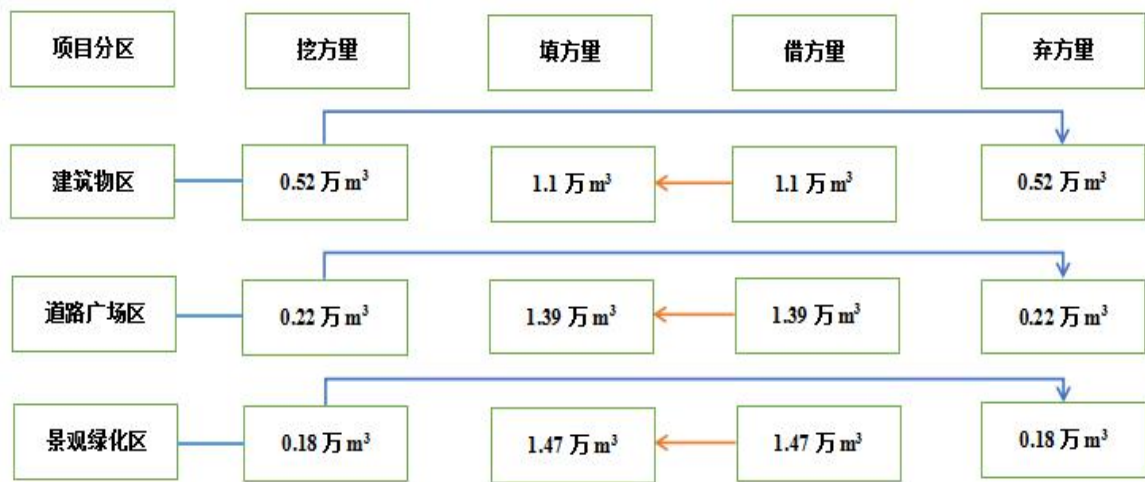 项目分区 挖方量 填方量 借方量 弃方量
建筑物区 0.52 万 m³ 1.1 万 m³ 1.1 万 m³ 0.52 万 m³
道路广场区 0.22 万 m³ 1.39 万 m³ 1.39 万 m³ 0.22 万 m³
景观绿化区 0.18 万 m³ 1.47 万 m³ 1.47 万 m³ 0.18 万 m³